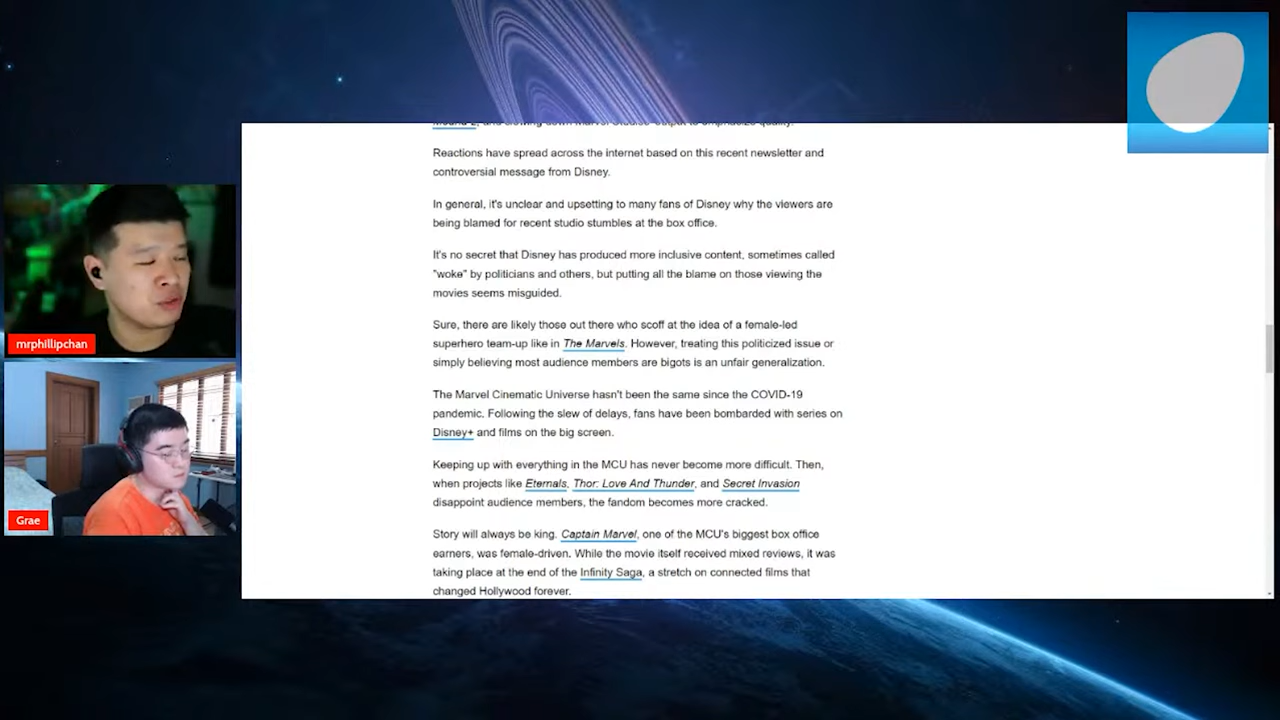 Reactions have spread across the internet based on this recent newsletter and
controversial message from Disney.
In general, it's unclear and upsetting to many fans of Disney why the viewers are
being blamed for recent studio stumbles at the box office.
It's no secret that Disney has produced more inclusive content, sometimes called
"woke" by politicians and others, but putting all the blame on those viewing the
movies seems misguided.
Sure, there are likely those out there who scoff at the idea of a female-led
superhero team-up like in The Marvels. However, treating this politicized issue or
simply believing most audience members are bigots is an unfair generalization.
The Marvel Cinematic Universe hasn't been the same since the COVID-19
pandemic. Following the slew of delays, fans have been bombarded with series on
Disney+ and films on the big screen.
Keeping up with everything in the MCU has never become more difficult. Then,
when projects like Eternals, Thor: Love And Thunder, and Secret Invasion
disappoint audience members, the fandom becomes more cracked.
Story will always be king. Captain Marvel, one of the MCU's biggest box office
earners, was female-driven. While the movie itself received mixed reviews, it was
taking place at the end of the Infinity Saga, a stretch on connected films that
changed Hollywood forever.
mrphillipchan
Grae